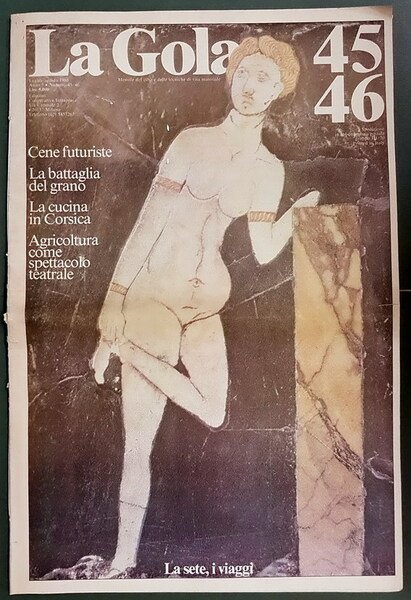 La Gola
45
46
Mensile del cibo e delle tecniche di vita materiale
Cene futuriste
La battaglia
del grano
La cucina
in Corsica
Agricoltura
come
spettacolo
teatrale
La sete, i viaggi